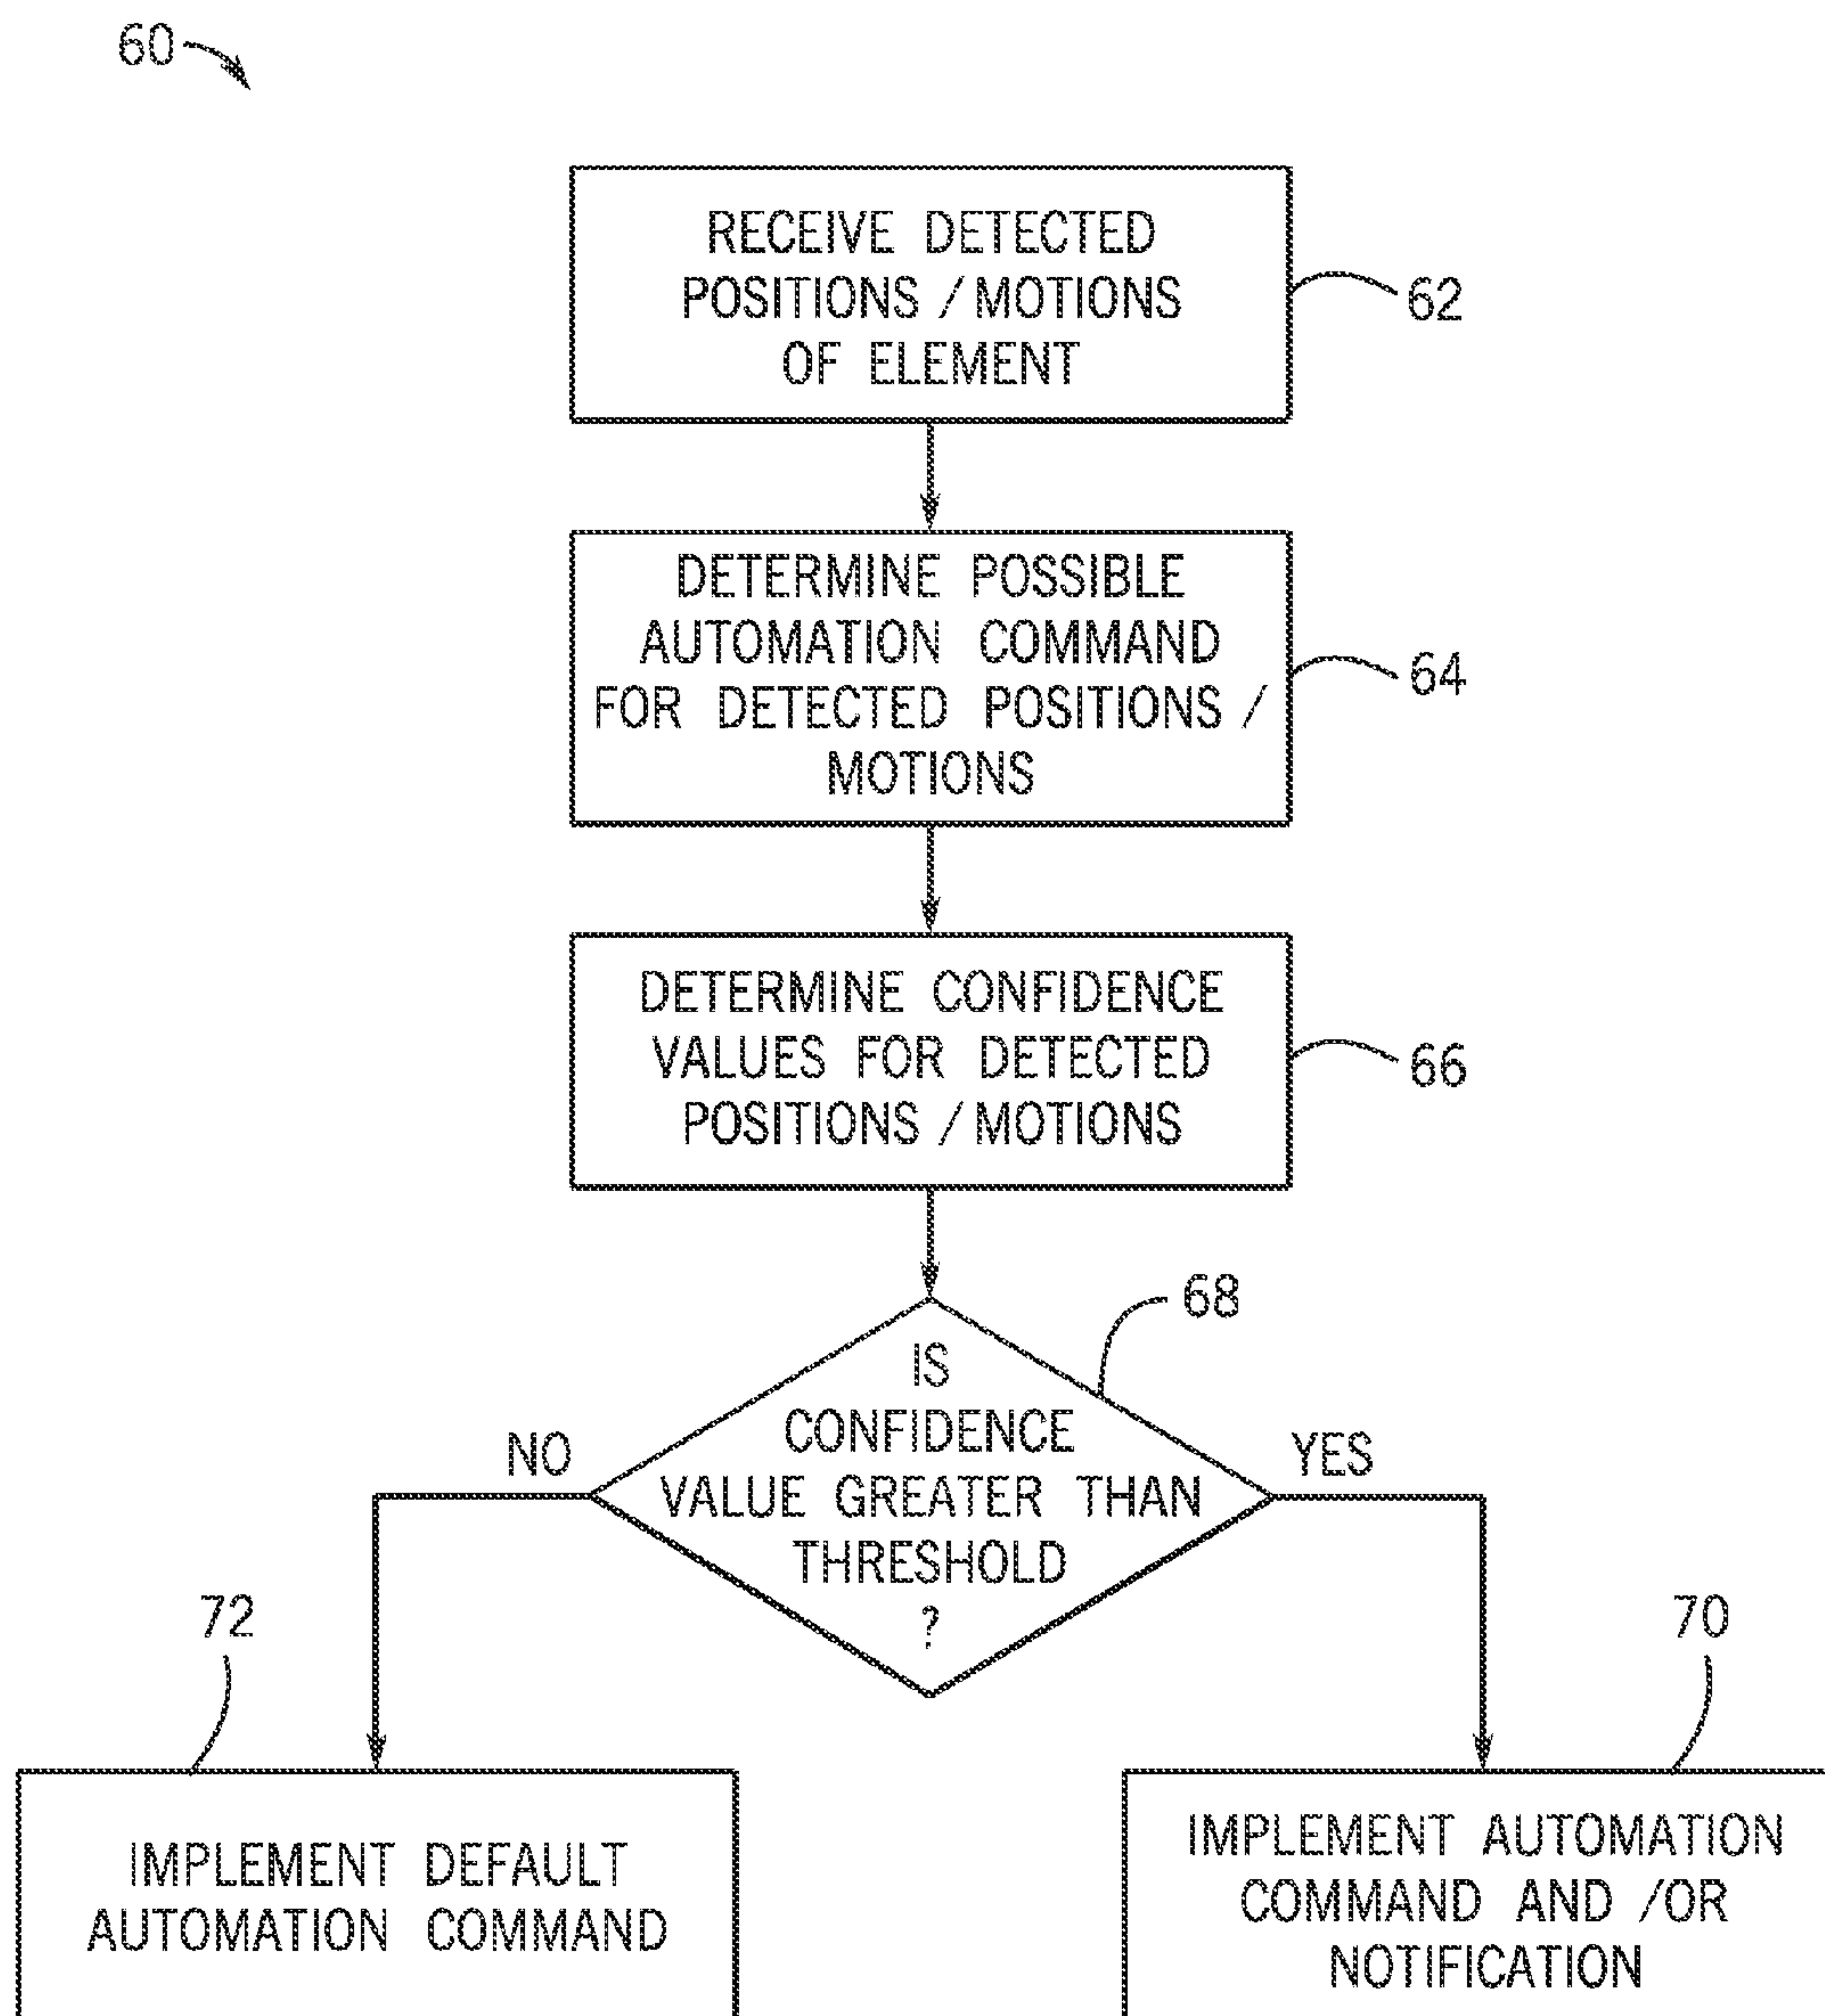 60
RECEIVE DETECTED
POSITIONS / MOTIONS
OF ELEMENT
62
DETERMINE POSSIBLE
AUTOMATION COMMAND
FOR DETECTED POSITIONS /
MOTIONS
64
DETERMINE CONFIDENCE
VALUES FOR DETECTED
POSITIONS / MOTIONS
66
68
IS
CONFIDENCE
VALUE GREATER THAN
THRESHOLD
?
NO
YES
72
IMPLEMENT DEFAULT
AUTOMATION COMMAND
70
IMPLEMENT AUTOMATION
COMMAND AND /OR
NOTIFICATION